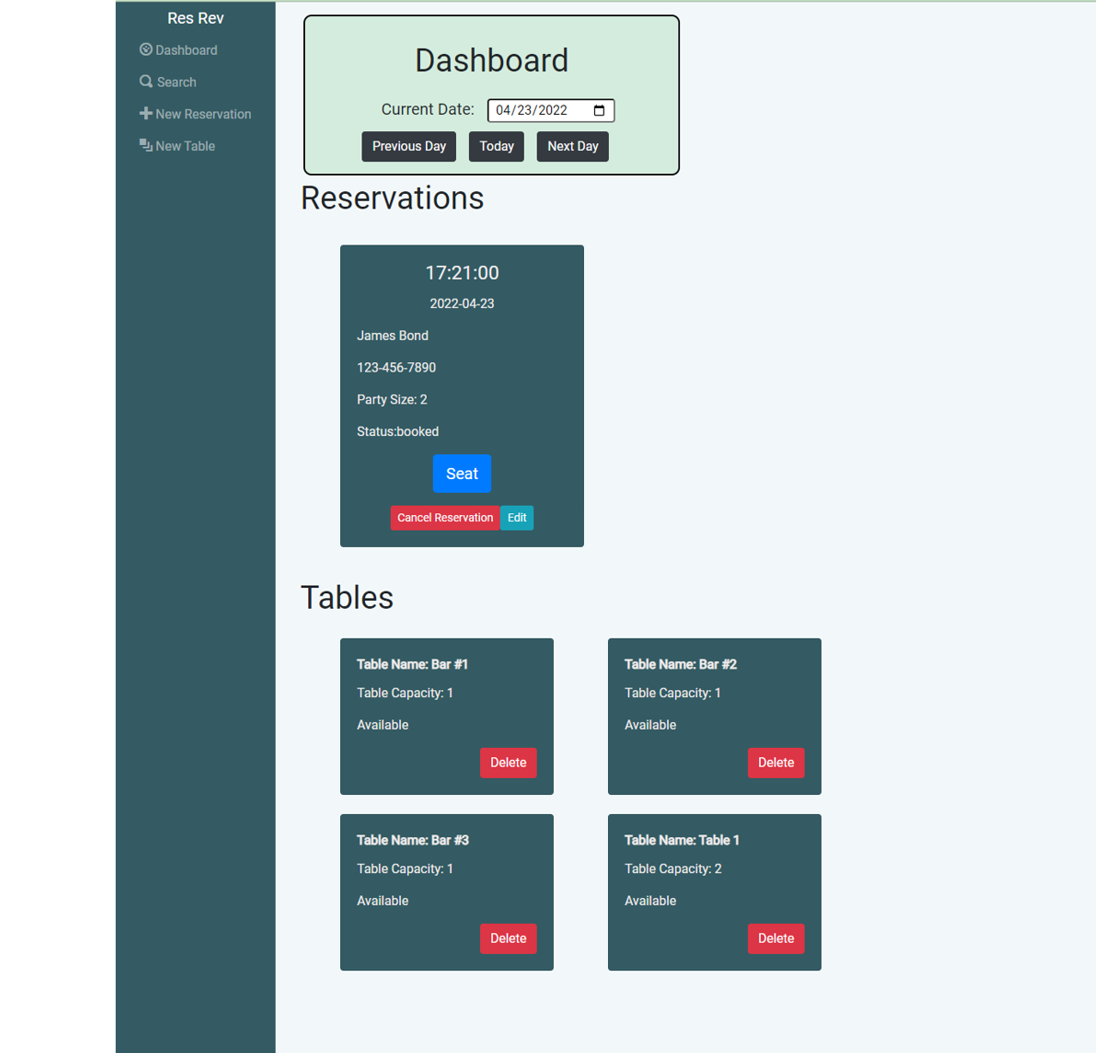 Res Rev
Dashboard
Search
New Reservation
New Table
Dashboard
Current Date: 04/23/2022
Previous Day Today Next Day
Reservations
17:21:00
2022-04-23
James Bond
123-456-7890
Party Size: 2
Status:booked
Seat
Cancel Reservation Edit
Tables
Table Name: Bar #1
Table Capacity: 1
Available
Delete
Table Name: Bar #2
Table Capacity: 1
Available
Delete
Table Name: Bar #3
Table Capacity: 1
Available
Delete
Table Name: Table 1
Table Capacity: 2
Available
Delete